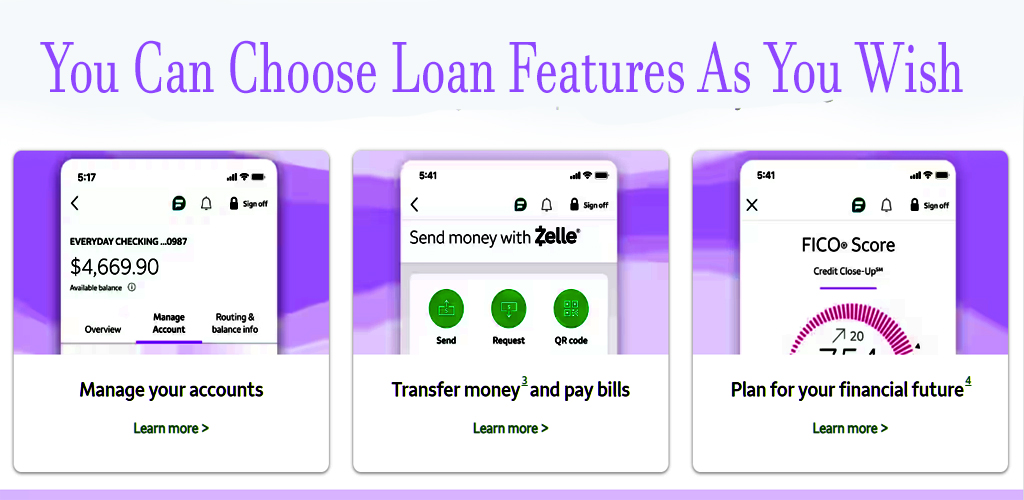 You Can Choose Loan Features As You Wish
5:17
Sign off
EVERYDAY CHECKING ...0987
$4,669.90
Available balance
Overview
Manage
Account
Routing &
balance info
Manage your accounts
Learn more >
5:41
Sign off
Send money with Zelle®
Send
Request
QR code
Transfer money3 and pay bills
Learn more >
5:41
Sign off
FICO® Score
Credit Close-Up℠
20
Plan for your financial future4
Learn more >